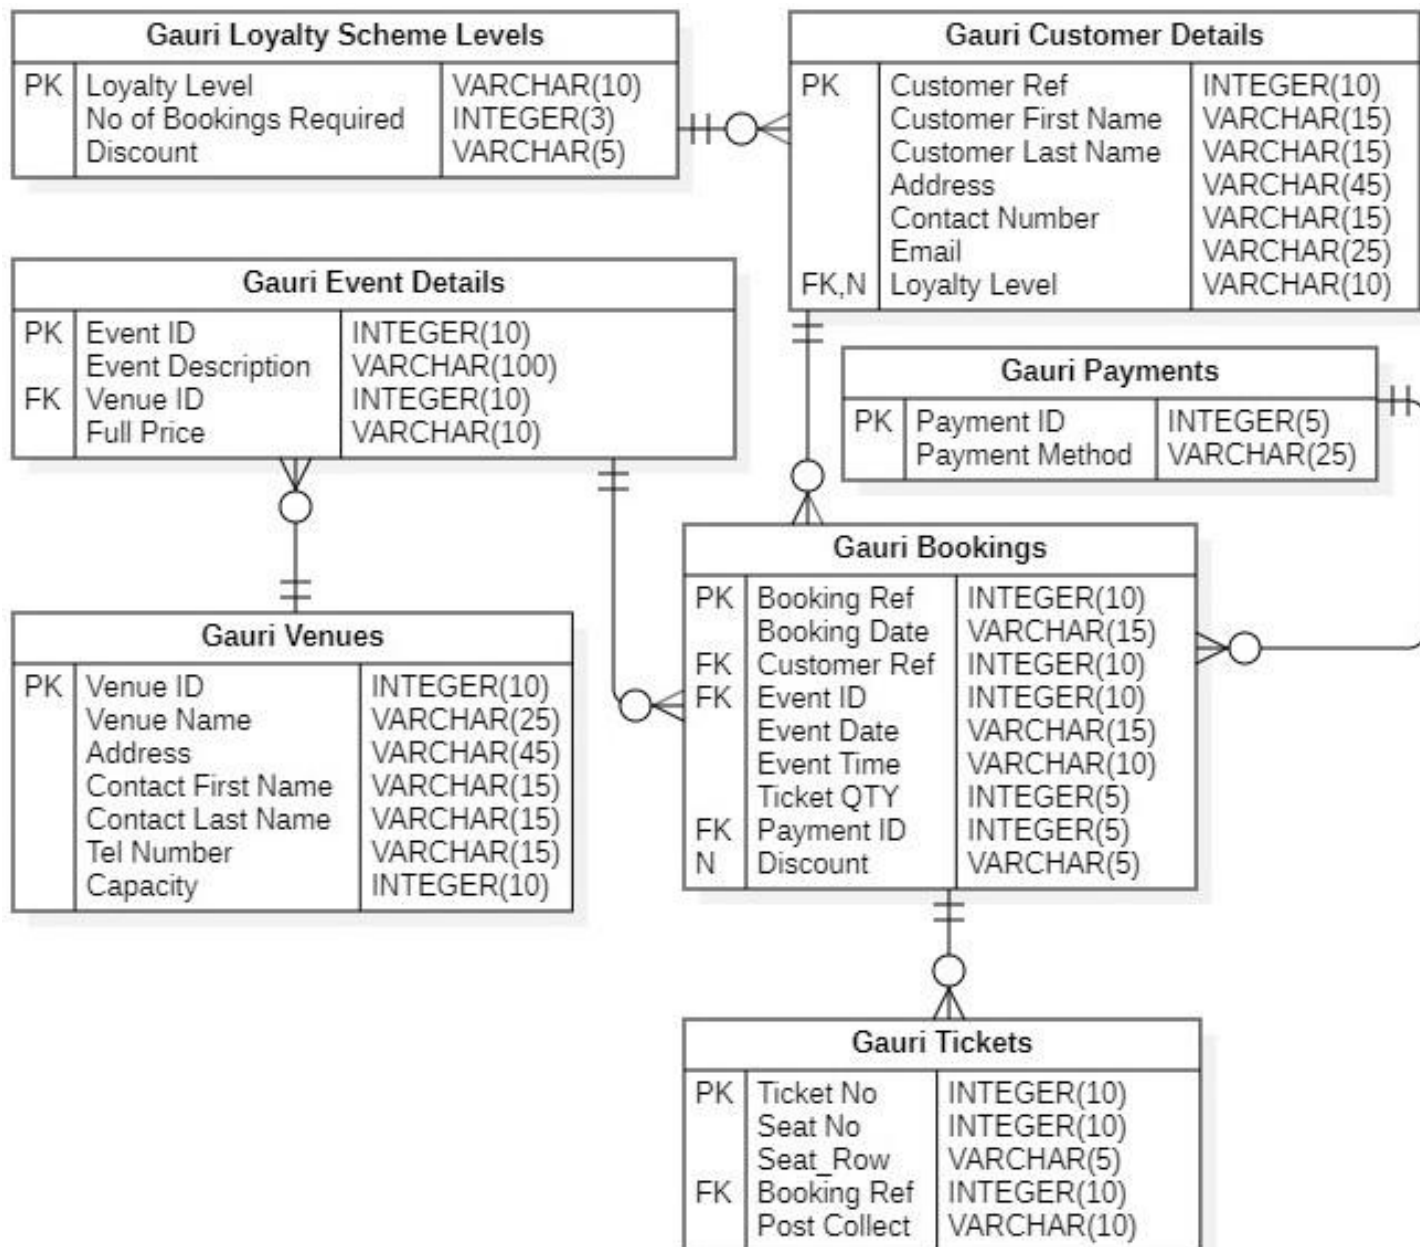 Gauri Loyalty Scheme Levels
PK Loyalty Level VARCHAR(10)
No of Bookings Required INTEGER(3)
Discount VARCHAR(5)
Gauri Customer Details
PK Customer Ref INTEGER(10)
Customer First Name VARCHAR(15)
Customer Last Name VARCHAR(15)
Address VARCHAR(45)
Contact Number VARCHAR(15)
Email VARCHAR(25)
FK,N Loyalty Level VARCHAR(10)
Gauri Event Details
PK Event ID INTEGER(10)
Event Description VARCHAR(100)
FK Venue ID INTEGER(10)
Full Price VARCHAR(10)
Gauri Payments
PK Payment ID INTEGER(5)
Payment Method VARCHAR(25)
Gauri Venues
PK Venue ID INTEGER(10)
Venue Name VARCHAR(25)
Address VARCHAR(45)
Contact First Name VARCHAR(15)
Contact Last Name VARCHAR(15)
Tel Number VARCHAR(15)
Capacity INTEGER(10)
Gauri Bookings
PK Booking Ref INTEGER(10)
Booking Date VARCHAR(15)
FK Customer Ref INTEGER(10)
FK Event ID INTEGER(10)
Event Date VARCHAR(15)
Event Time VARCHAR(10)
Ticket QTY INTEGER(5)
FK Payment ID INTEGER(5)
N Discount VARCHAR(5)
Gauri Tickets
PK Ticket No INTEGER(10)
Seat No INTEGER(10)
Seat_Row VARCHAR(5)
FK Booking Ref INTEGER(10)
Post Collect VARCHAR(10)